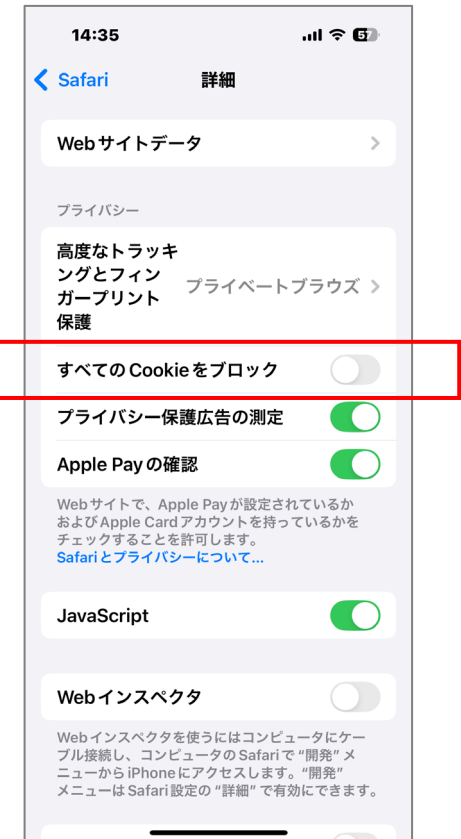 14:35
57
Safari
詳細
Webサイトデータ
プライバシー
高度なトラッキ
ングとフィン
ガープリント
保護
プライベートブラウズ
すべてのCookieをブロック
プライバシー保護広告の測定
Apple Payの確認
Webサイトで、Apple Payが設定されているか
およびApple Cardアカウントを持っているかを
チェックすることを許可します。
Safariとプライバシーについて...
JavaScript
Webインスペクタ
Webインスペクタを使うにはコンピュータにケー
ブル接続し、コンピュータのSafariで“開発”メ
ニューからiPhoneにアクセスします。“開発”
メニューはSafari設定の“詳細”で有効にできます。